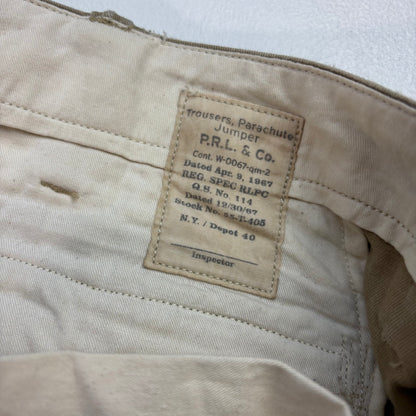 Trousers, Parachute
Jumper
P.R.L. & Co.
Cont. W-0067-qm-2
Dated Apr. 9, 1967
REG. SPEC RLPC
Q.S. No. 114
Dated 12/30/67
Stock No. 55-T-405
N.Y. / Depot 40
Inspector